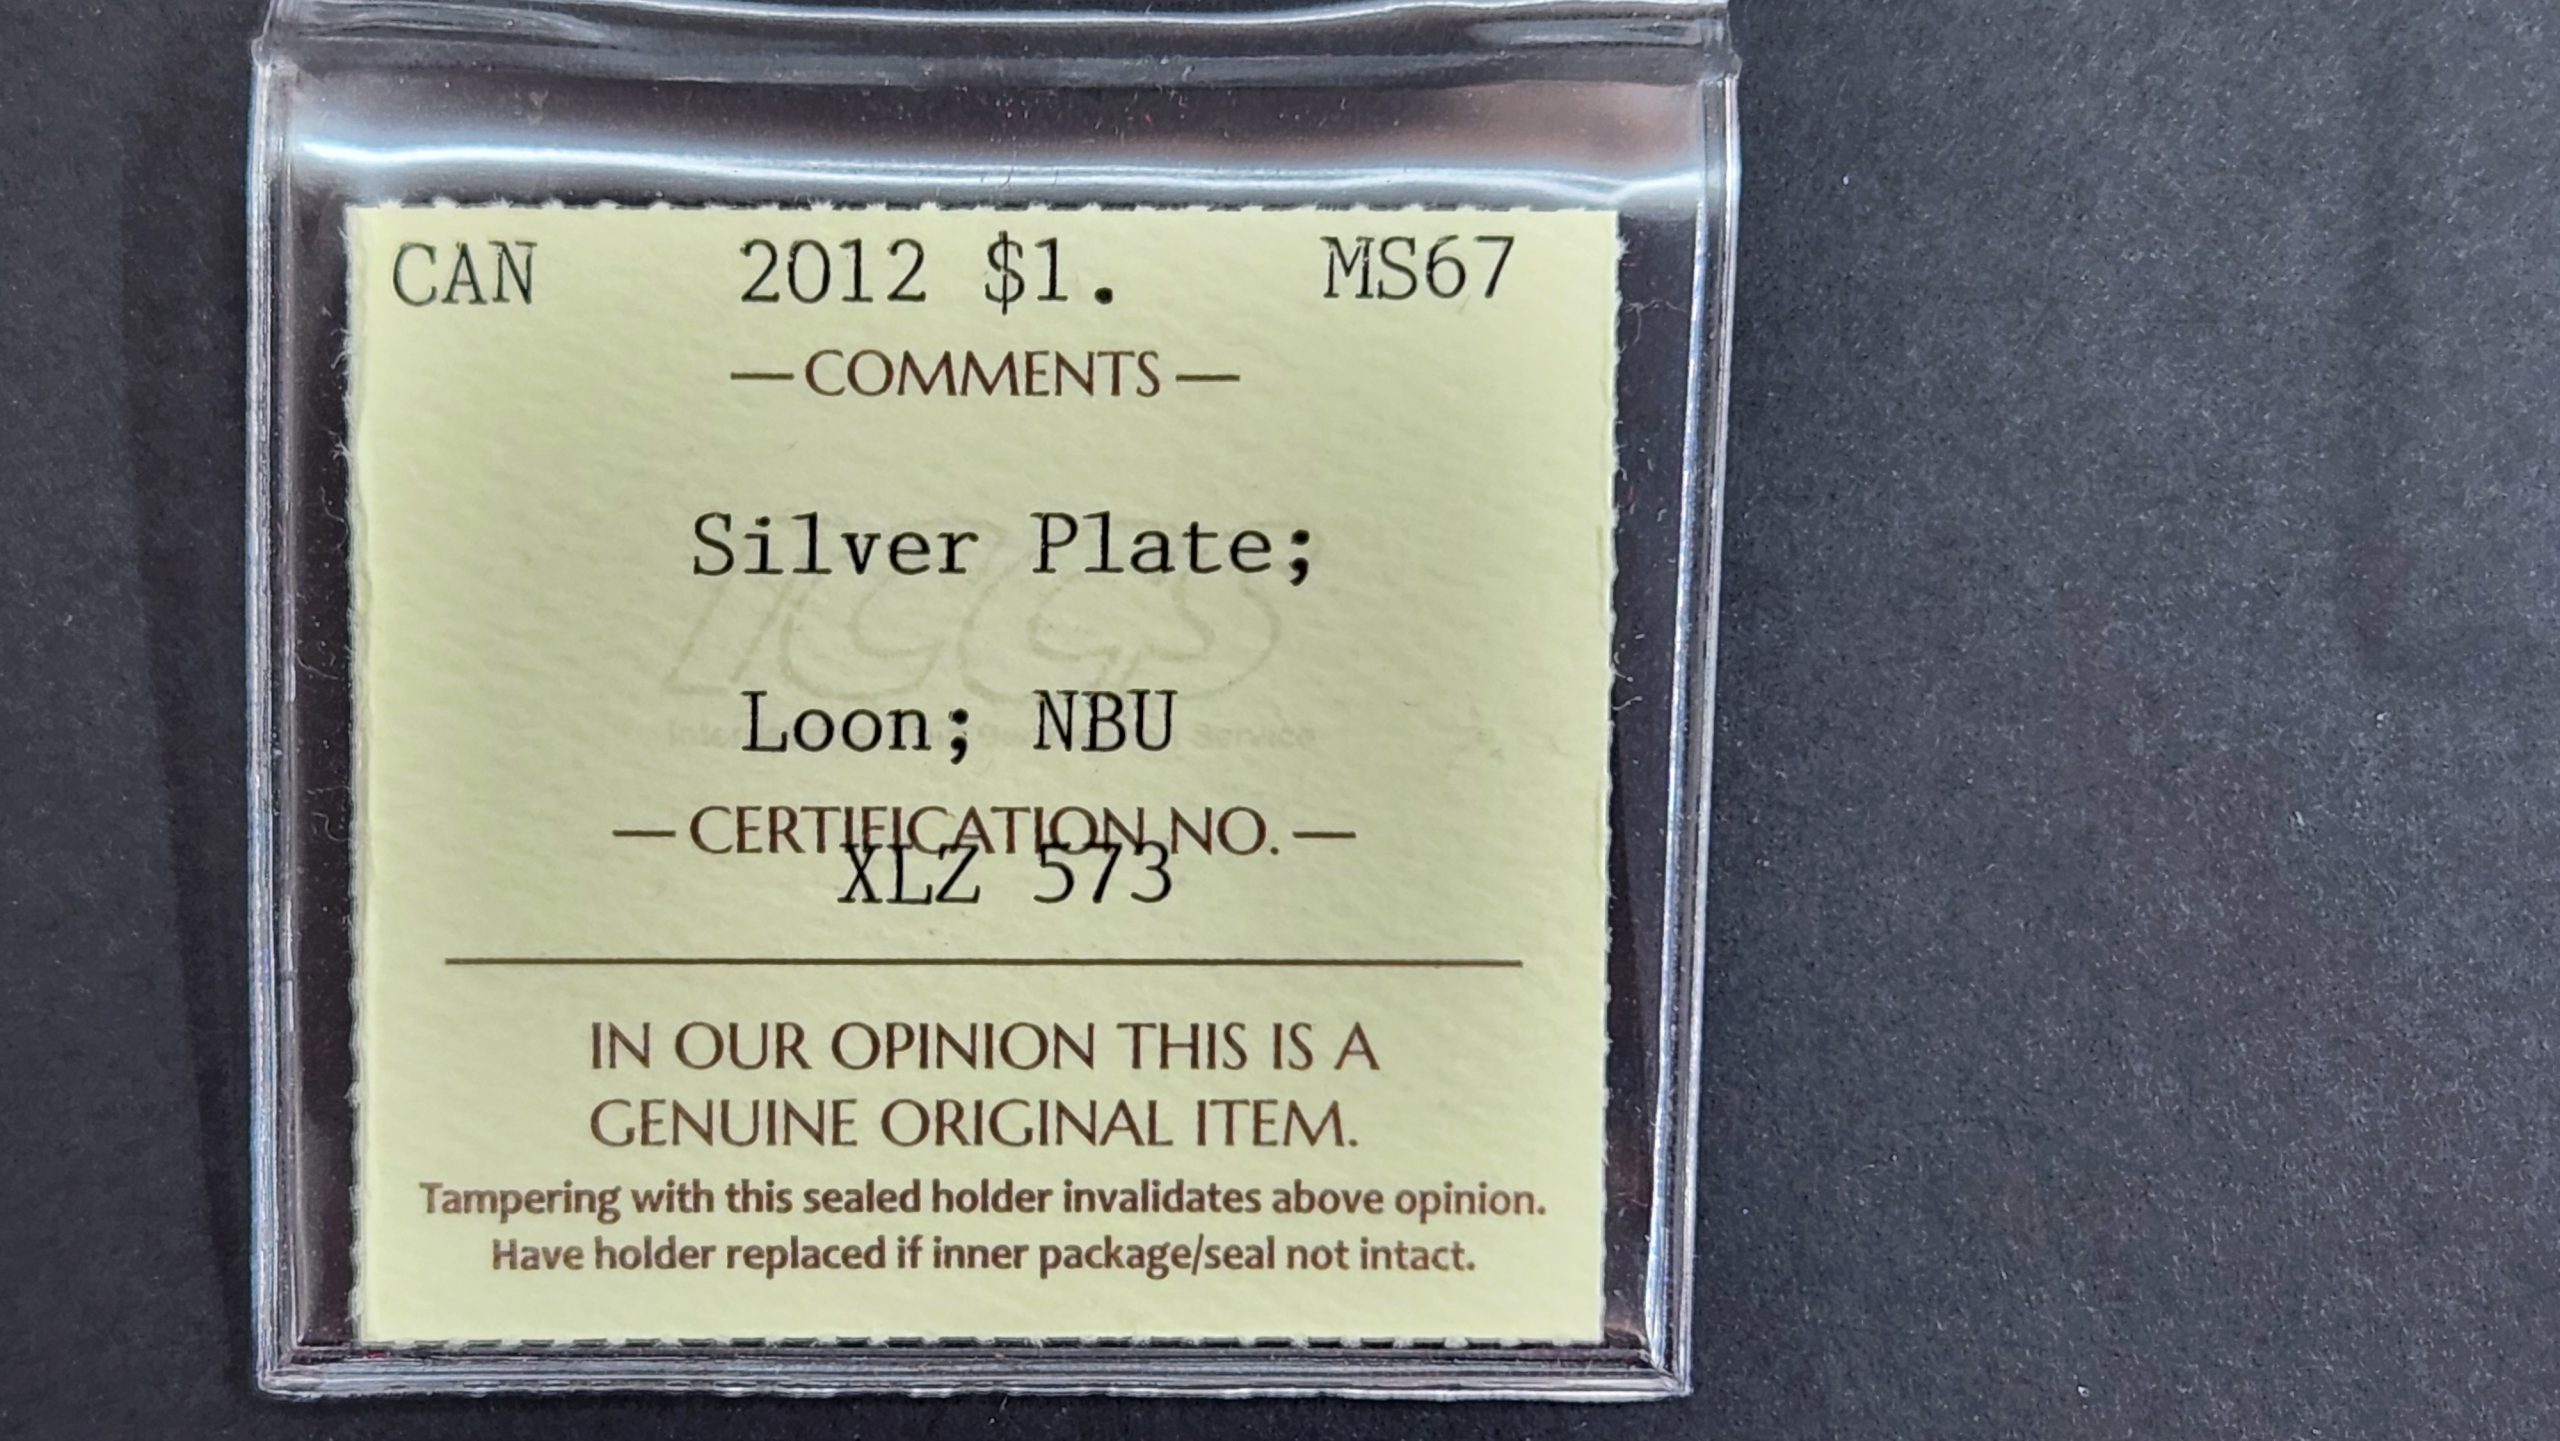 CAN 2012 $1. MS67
—COMMENTS—
Silver Plate;
ICCS
Loon; NBU
Service
—CERTIFICATION NO.—
XLZ 573
IN OUR OPINION THIS IS A
GENUINE ORIGINAL ITEM.
Tampering with this sealed holder invalidates above opinion.
Have holder replaced if inner package/seal not intact.